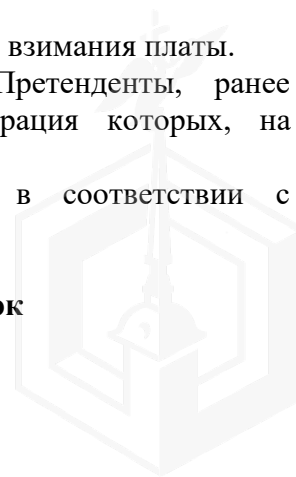 взимания платы.
Претенденты, ранее
рация которых, на
в соответствии с
ок